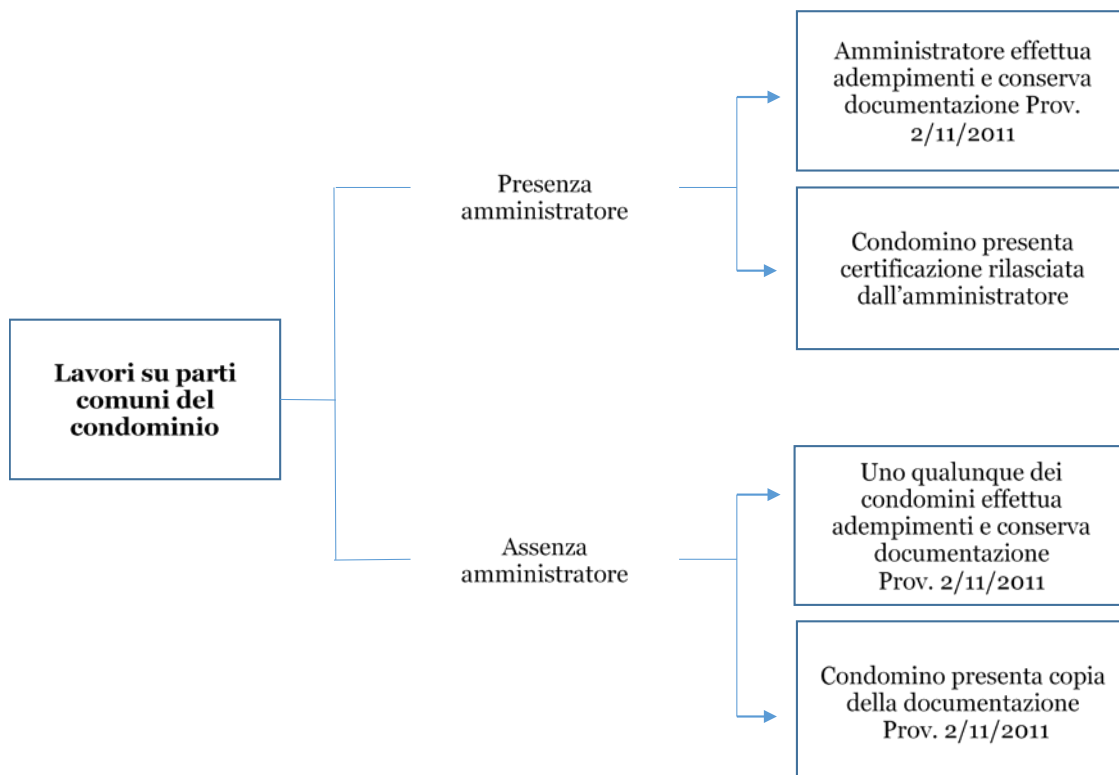 Lavori su parti
comuni del
condominio
Presenza
amministratore
Amministratore effettua
adempimenti e conserva
documentazione Prov.
2/11/2011
Condomino presenta
certificazione rilasciata
dall'amministratore
Assenza
amministratore
Uno qualunque dei
condomini effettua
adempimenti e conserva
documentazione
Prov. 2/11/2011
Condomino presenta copia
della documentazione
Prov. 2/11/2011